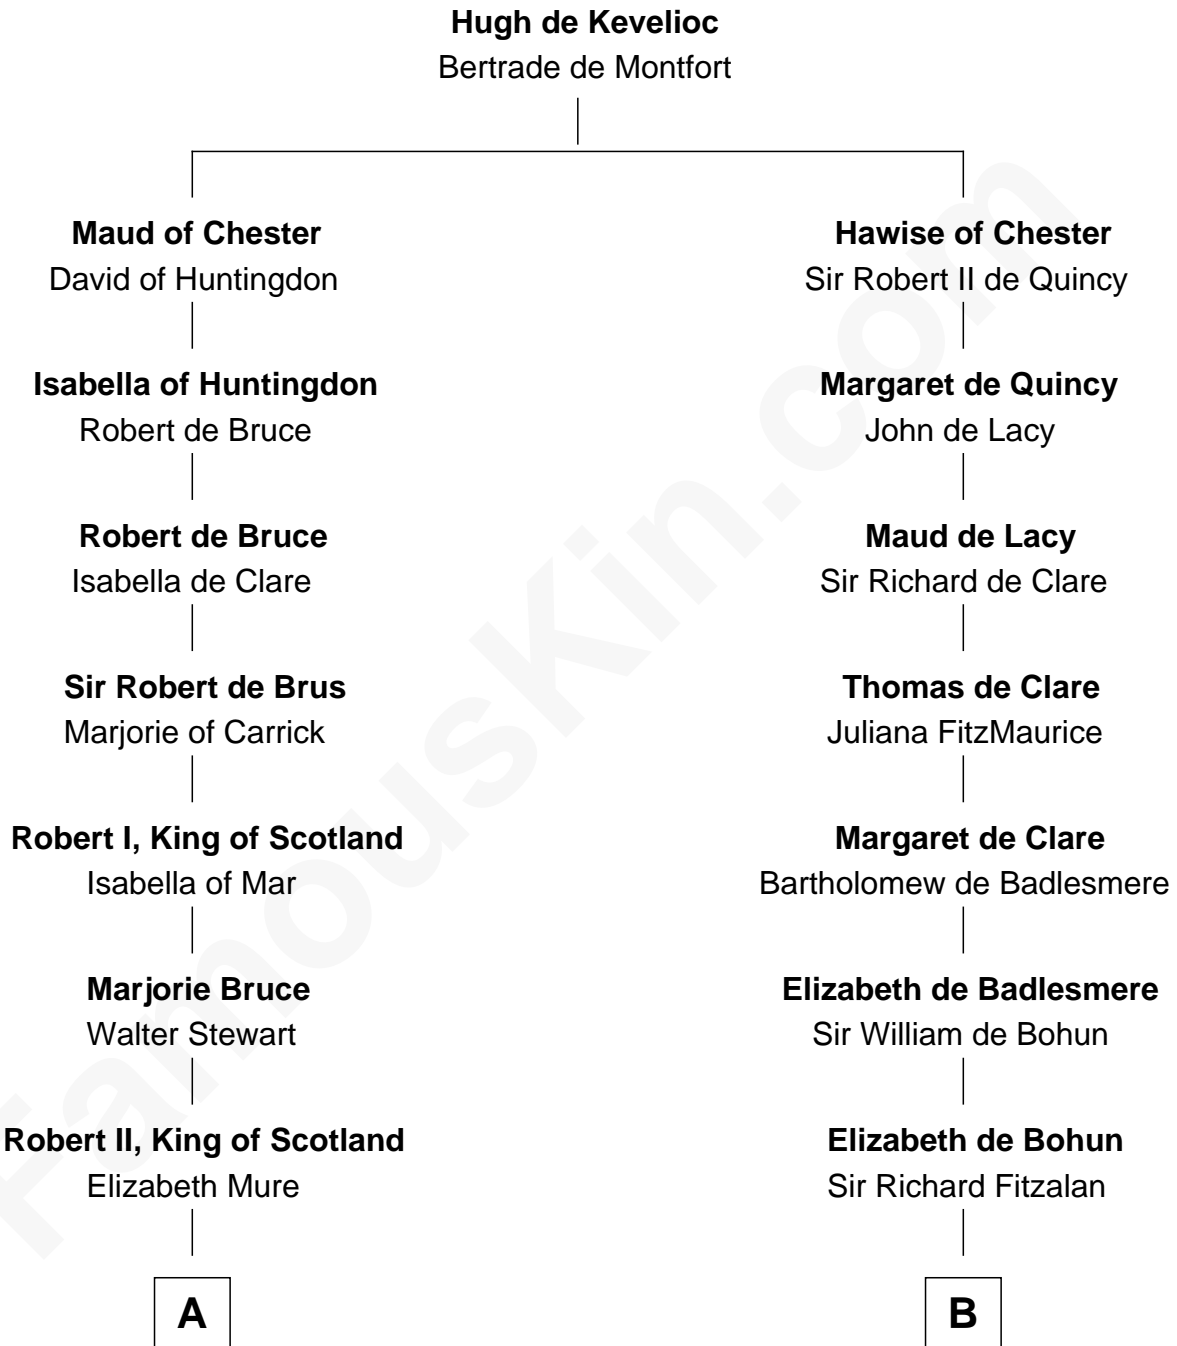 Hugh de Kevelioc
Bertrade de Montfort
Maud of Chester
David of Huntingdon
Hawise of Chester
Sir Robert II de Quincy
Isabella of Huntingdon
Robert de Bruce
Margaret de Quincy
John de Lacy
Robert de Bruce
Isabella de Clare
Maud de Lacy
Sir Richard de Clare
Sir Robert de Brus
Marjorie of Carrick
Thomas de Clare
Juliana FitzMaurice
Robert I, King of Scotland
Isabella of Mar
Margaret de Clare
Bartholomew de Badlesmere
Marjorie Bruce
Walter Stewart
Elizabeth de Badlesmere
Sir William de Bohun
Robert II, King of Scotland
Elizabeth Mure
Elizabeth de Bohun
Sir Richard Fitzalan
A
B
FamousKin.com